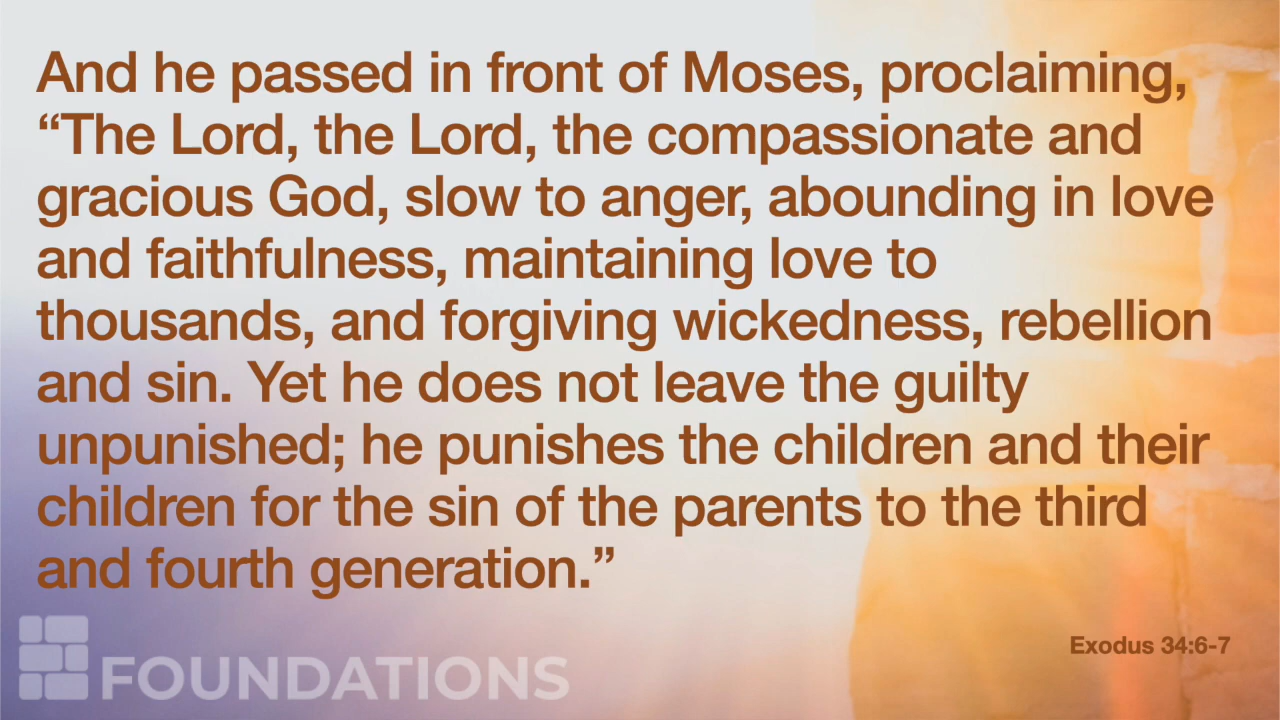 And he passed in front of Moses, proclaiming,
“The Lord, the Lord, the compassionate and
gracious God, slow to anger, abounding in love
and faithfulness, maintaining love to
thousands, and forgiving wickedness, rebellion
and sin. Yet he does not leave the guilty
unpunished; he punishes the children and their
children for the sin of the parents to the third
and fourth generation.”
Exodus 34:6-7
FOUNDATIONS